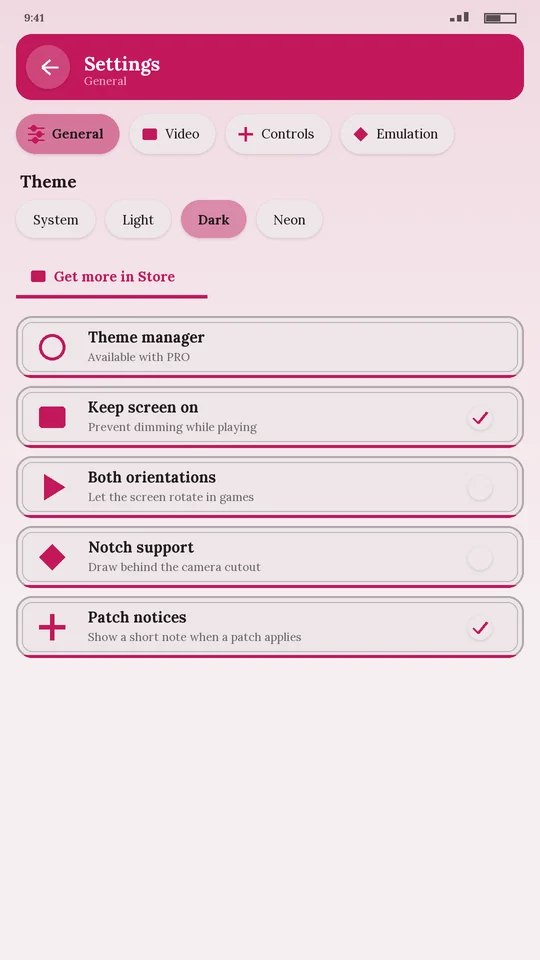 9:41
Settings
General
General
Video
Controls
Emulation
Theme
System
Light
Dark
Neon
Get more in Store
Theme manager
Available with PRO
Keep screen on
Prevent dimming while playing
Both orientations
Let the screen rotate in games
Notch support
Draw behind the camera cutout
Patch notices
Show a short note when a patch applies